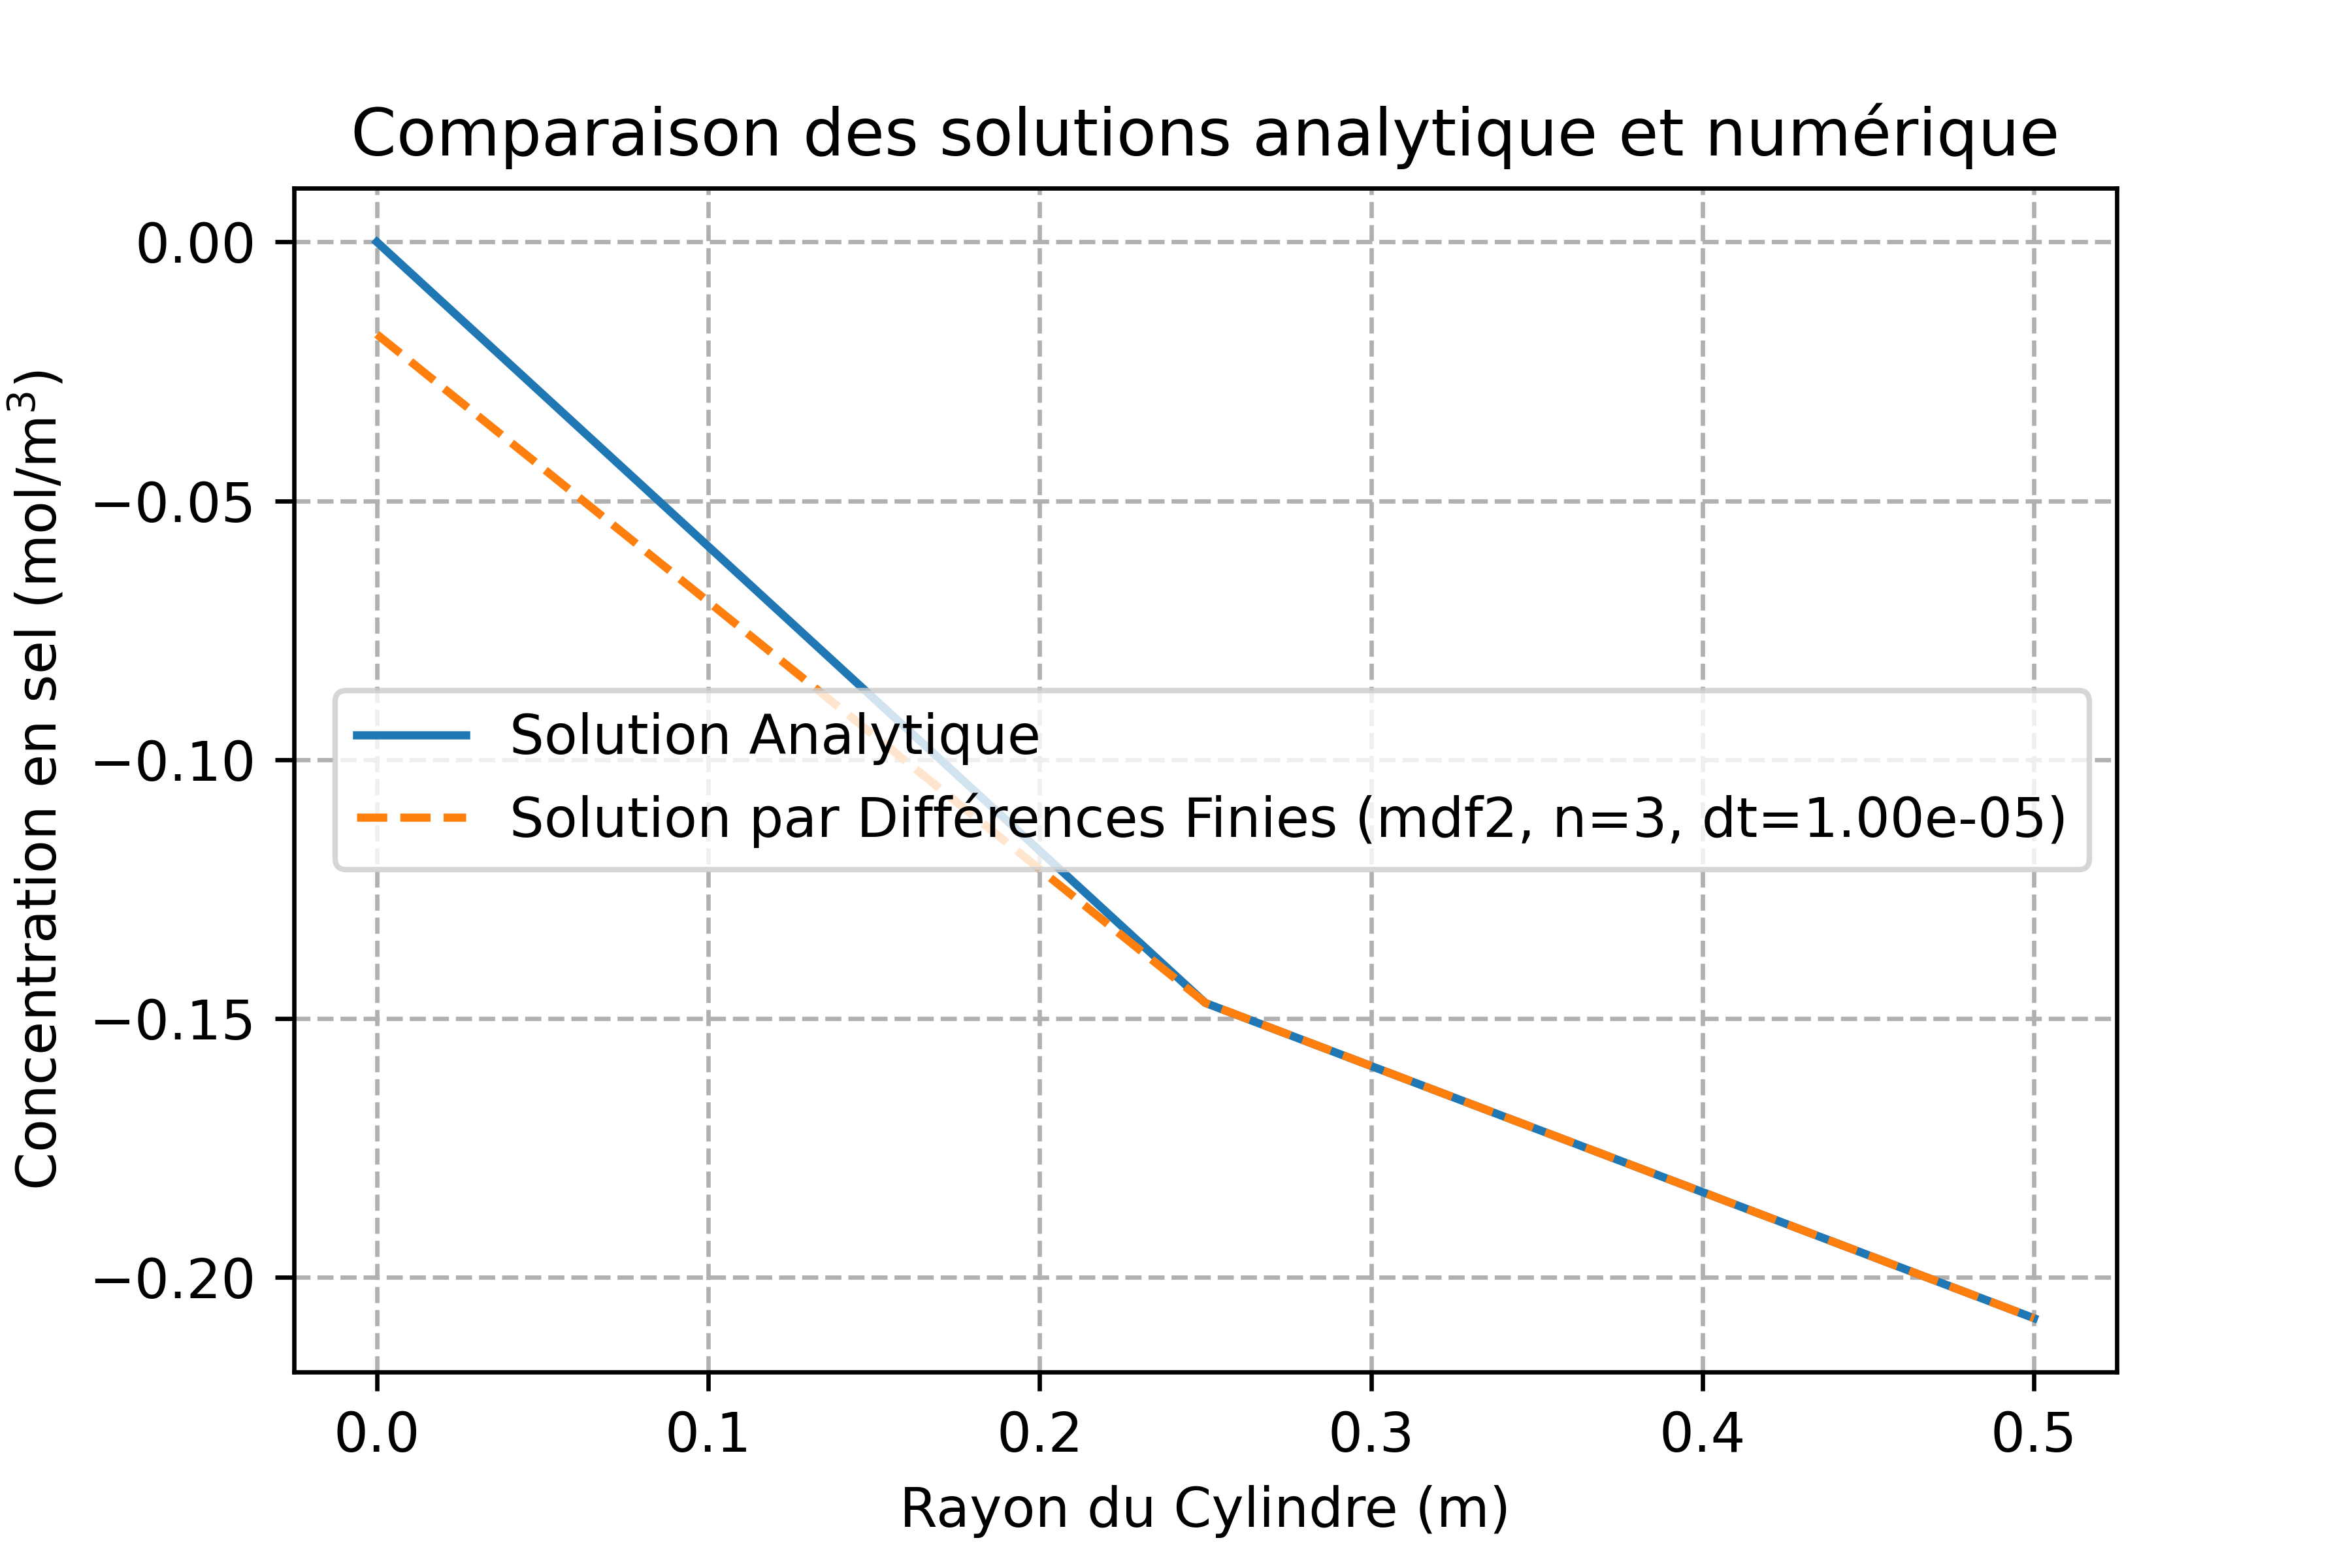 Comparaison des solutions analytique et numérique
Concentration en sel (mol/m³)
0.00
−0.05
−0.10
−0.15
−0.20
Solution Analytique
Solution par Différences Finies (mdf2, n=3, dt=1.00e-05)
0.0 0.1 0.2 0.3 0.4 0.5
Rayon du Cylindre (m)